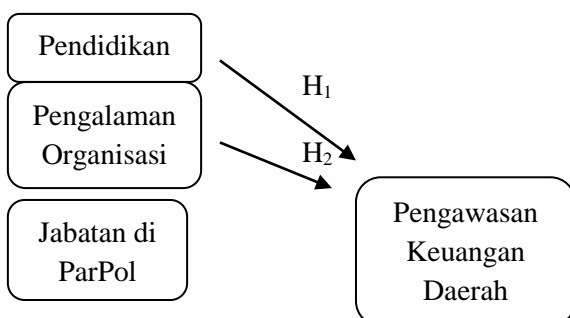 Pendidikan
H₁
Pengalaman
Organisasi
H₂
Jabatan di
ParPol
Pengawasan
Keuangan
Daerah